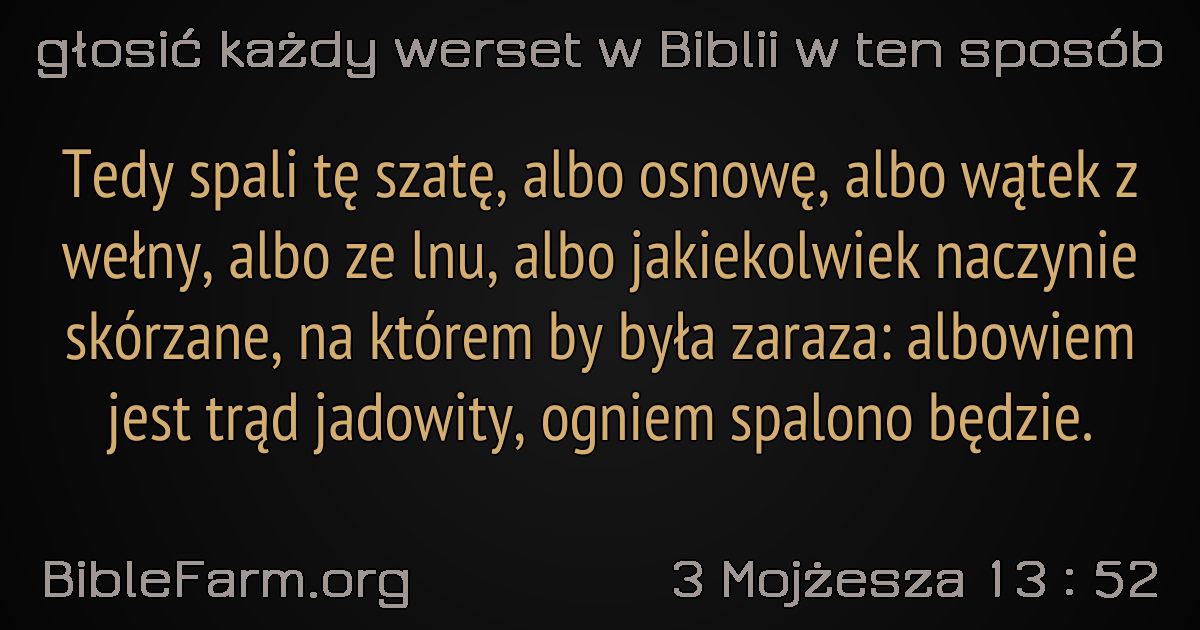 głosić każdy werset w Biblii w ten sposób
Tedy spali tę szatę, albo osnowę, albo wątek z
wełny, albo ze lnu, albo jakiekolwiek naczynie
skórzane, na którem by była zaraza: albowiem
jest trąd jadowity, ogniem spalono będzie.
BibleFarm.org
3 Mojżesza 13 : 52